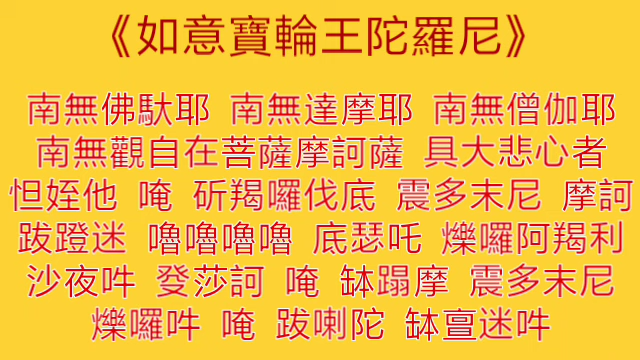 《如意寶輪王陀羅尼》
南無佛馱耶 南無達摩耶 南無僧伽耶
南無觀自在菩薩摩訶薩 具大悲心者
怛姪他 唵 斫羯囉伐底 震多末尼 摩訶
跋蹬迷 嚕嚕嚕嚕 底瑟吒 爍囉阿羯利
沙夜吽 癹莎訶 唵 缽蹋摩 震多末尼
爍囉吽 唵 跋喇陀 缽亶迷吽